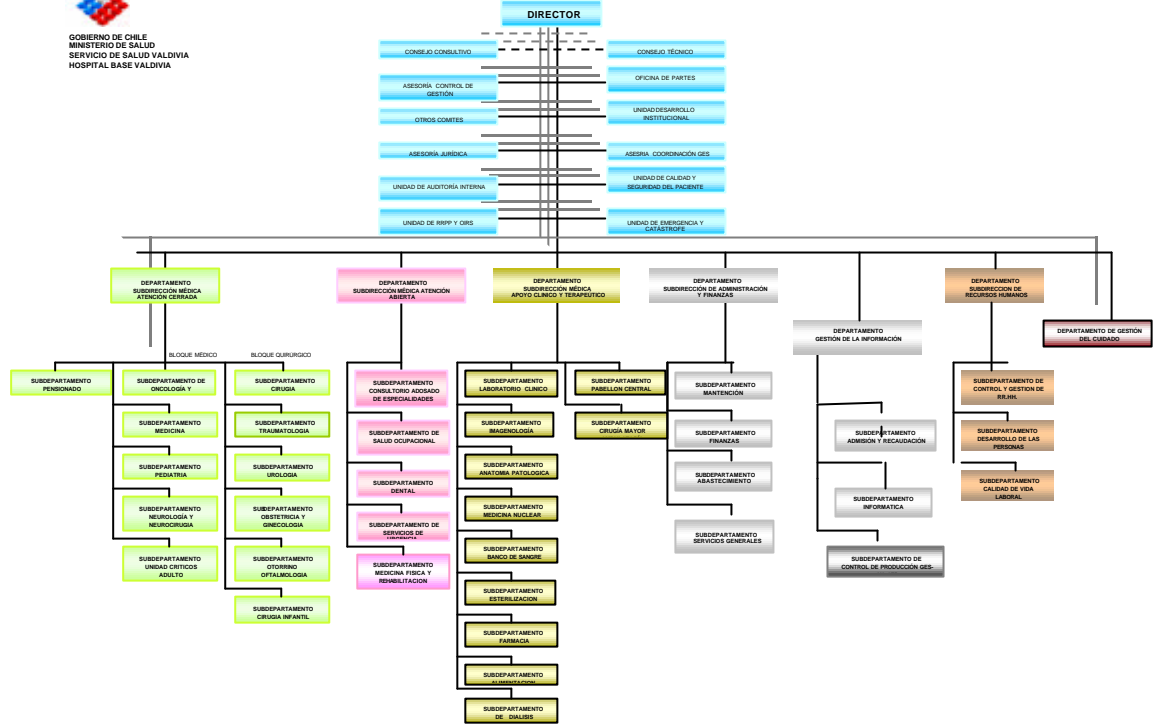 DIRECTOR
GOBIERNO DE CHILE
MINISTERIO DE SALUD
SERVICIO DE SALUD VALDIVIA
HOSPITAL BASE VALDIVIA
CONSEJO CONSULTIVO
CONSEJO TÉCNICO
ASESORÍA CONTROL DE
GESTIÓN
OFICINA DE PARTES
OTROS COMITES
UNIDAD DESARROLLO
INSTITUCIONAL
ASESORÍA JURÍDICA
ASESRIA COORDINACIÓN GES
UNIDAD DE AUDITORÍA INTERNA
UNIDAD DE CALIDAD Y
SEGURIDAD DEL PACIENTE
UNIDAD DE RRPP Y OIRS
UNIDAD DE EMERGENCIA Y
CATÁSTROFE
DEPARTAMENTO
SUBDIRECCIÓN MÉDICA
ATENCIÓN CERRADA
DEPARTAMENTO
SUBDIRECCIÓN MÉDICA ATENCIÓN
ABIERTA
DEPARTAMENTO
SUBDIRECCIÓN MÉDICA
APOYO CLINICO Y TERAPEÚTICO
DEPARTAMENTO
SUBDIRECCIÓN DE ADMINISTRACIÓN
Y FINANZAS
DEPARTAMENTO
GESTIÓN DE LA INFORMACIÓN
DEPARTAMENTO
SUBDIRECCION DE
RECURSOS HUMANOS
DEPARTAMENTO DE GESTIÓN
DEL CUIDADO
BLOQUE MÉDICO
BLOQUE QUIRÚRGICO
SUBDEPARTAMENTO
PENSIONADO
SUBDEPARTAMENTO DE
ONCOLOGÍA Y
SUBDEPARTAMENTO
MEDICINA
SUBDEPARTAMENTO
PEDIATRIA
SUBDEPARTAMENTO
NEUROLOGÍA Y
NEUROCIRUGIA
SUBDEPARTAMENTO
UNIDAD CRITICOS
ADULTO
SUBDEPARTAMENTO
CIRUGIA
SUBDEPARTAMENTO
TRAUMATOLOGIA
SUBDEPARTAMENTO
UROLOGIA
SUBDEPARTAMENTO
OBSTETRICIA Y
GINECOLOGIA
SUBDEPARTAMENTO
OTORRINO
OFTALMOLOGIA
SUBDEPARTAMENTO
CIRUGIA INFANTIL
SUBDEPARTAMENTO
CONSULTORIO ADOSADO
DE ESPECIALIDADES
SUBDEPARTAMENTO DE
SALUD OCUPACIONAL
SUBDEPARTAMENTO
DENTAL
SUBDEPARTAMENTO DE
SERVICIOS DE
URGENCIA
SUBDEPARTAMENTO
MEDICINA FISICA Y
REHABILITACION
SUBDEPARTAMENTO
LABORATORIO CLINICO
SUBDEPARTAMENTO
IMAGENOLOGÍA
SUBDEPARTAMENTO
ANATOMIA PATOLOGICA
SUBDEPARTAMENTO
MEDICINA NUCLEAR
SUBDEPARTAMENTO
BANCO DE SANGRE
SUBDEPARTAMENTO
ESTERILIZACION
SUBDEPARTAMENTO
FARMACIA
SUBDEPARTAMENTO
ALIMENTACION
SUBDEPARTAMENTO
DE DIALISIS
SUBDEPARTAMENTO
PABELLON CENTRAL
SUBDEPARTAMENTO
CIRUGÍA MAYOR
SUBDEPARTAMENTO
MANTENCIÓN
SUBDEPARTAMENTO
FINANZAS
SUBDEPARTAMENTO
ABASTECIMIENTO
SUBDEPARTAMENTO
SERVICIOS GENERALES
SUBDEPARTAMENTO
ADMISIÓN Y RECAUDACIÓN
SUBDEPARTAMENTO
INFORMATICA
SUBDEPARTAMENTO DE
CONTROL DE PRODUCCIÓN GES-
SUBDEPARTAMENTO DE
CONTROL Y GESTION DE
RR.HH.
SUBDEPARTAMENTO
DESARROLLO DE LAS
PERSONAS
SUBDEPARTAMENTO
CALIDAD DE VIDA
LABORAL